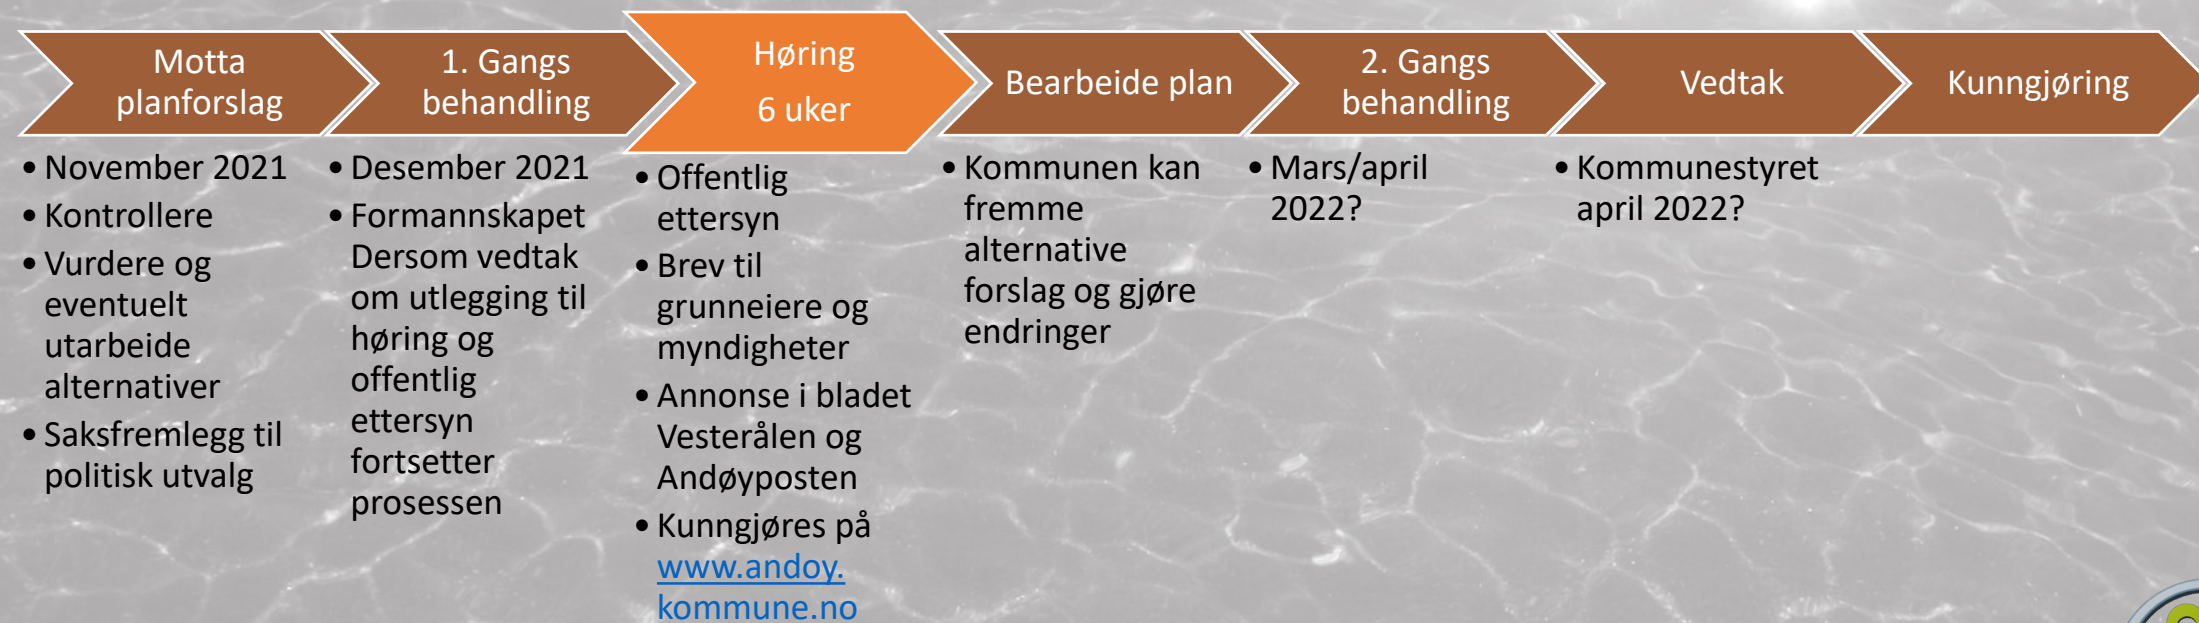 Motta
planforslag
• November 2021
• Kontrollere
• Vurdere og
eventuelt
utarbeide
alternativer
• Saksfremlegg til
politisk utvalg
1. Gangs
behandling
• Desember 2021
• Formannskapet
Dersom vedtak
om utlegging til
høring og
offentlig
ettersyn
fortsetter
prosessen
Høring
6 uker
• Offentlig
ettersyn
• Brev til
grunneiere og
myndigheter
• Annonse i bladet
Vesterålen og
Andøyposten
• Kunngjøres på
www.andoy.
kommune.no
Bearbeide plan
• Kommunen kan
fremme
alternative
forslag og gjøre
endringer
2. Gangs
behandling
• Mars/april
2022?
Vedtak
• Kommunestyret
april 2022?
Kunngjøring